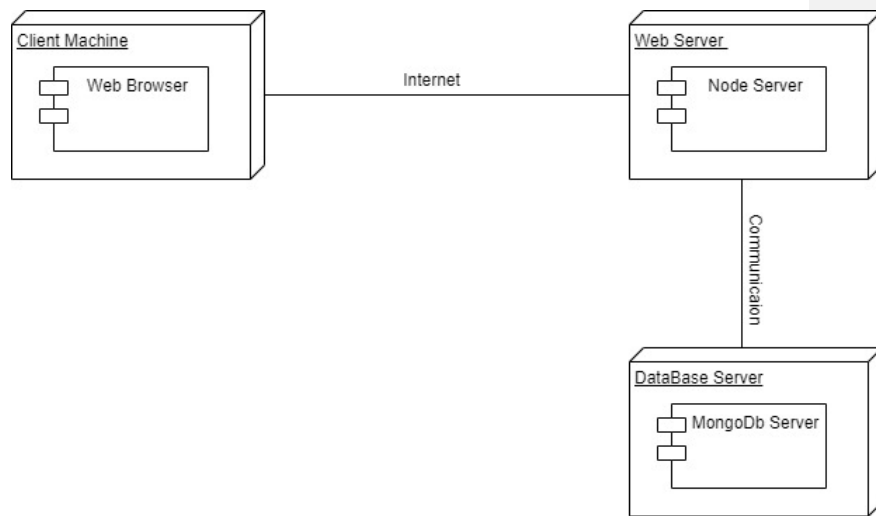 Client Machine
Web Browser
Internet
Web Server
Node Server
Communicaion
DataBase Server
MongoDb Server